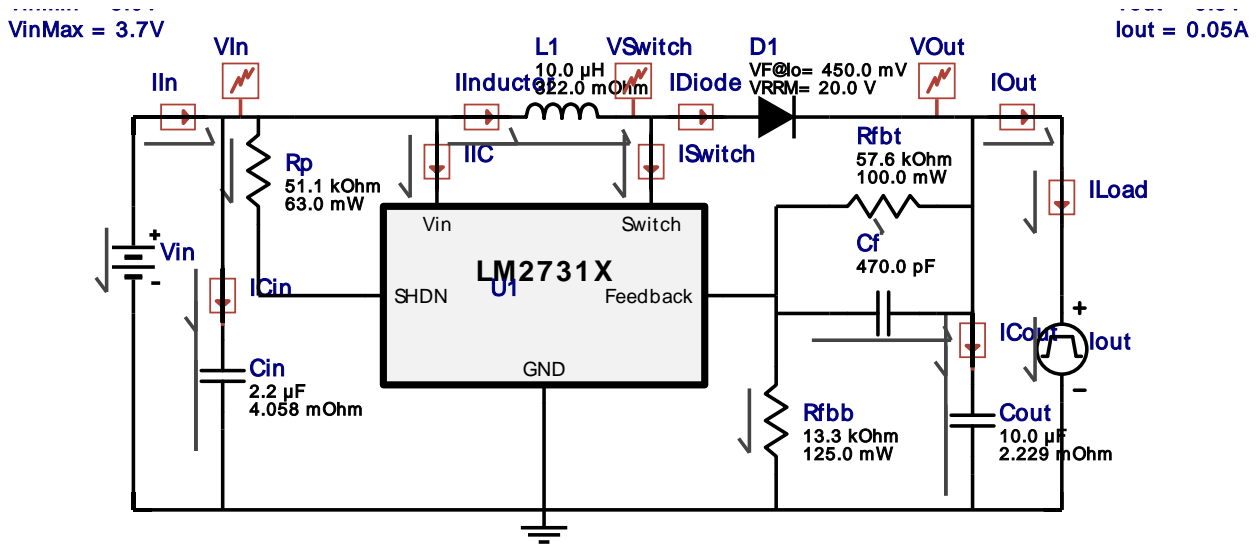 VinMax = 3.7V
Iout = 0.05A
VIn
L1
VSwitch
D1
VOut
10.0 µH
322.0 mOhm
VF@Io= 450.0 mV
VRRM= 20.0 V
IIn
IInductor
IDiode
IOut
Rp
51.1 kOhm
63.0 mW
IIC
ISwitch
Rfbt
57.6 kOhm
100.0 mW
ILoad
Vin
Switch
Cf
470.0 pF
+
Vin
-
LM2731X
U1
SHDN
Feedback
ICin
ICout
+
Iout
-
GND
Cin
2.2 µF
4.058 mOhm
Rfbb
13.3 kOhm
125.0 mW
Cout
10.0 µF
2.229 mOhm